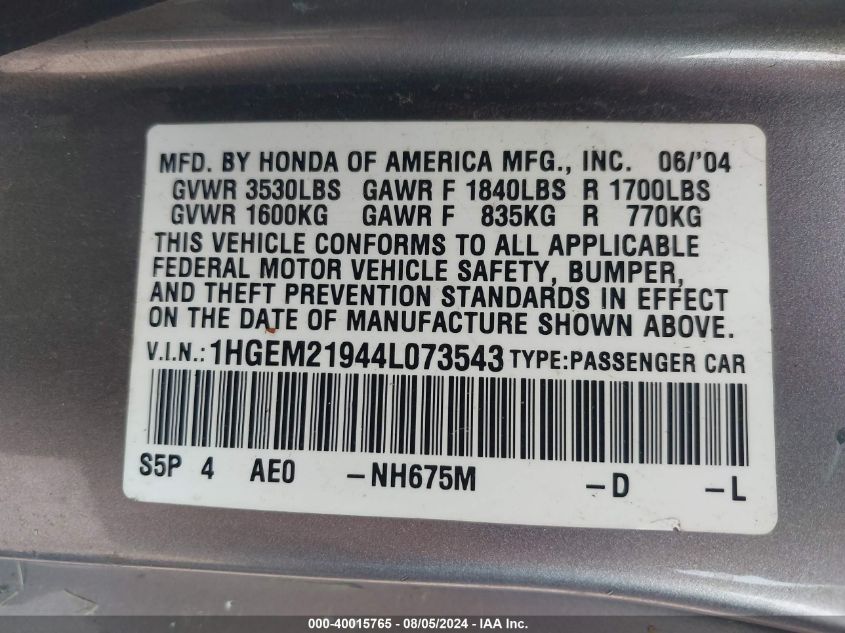 MFD. BY HONDA OF AMERICA MFG., INC. 06/'04
GVWR 3530LBS GAWR F 1840LBS R 1700LBS
GVWR 1600KG GAWR F 835KG R 770KG
THIS VEHICLE CONFORMS TO ALL APPLICABLE
FEDERAL MOTOR VEHICLE SAFETY, BUMPER,
AND THEFT PREVENTION STANDARDS IN EFFECT
ON THE DATE OF MANUFACTURE SHOWN ABOVE.
V.I.N.: 1HGEM21944L073543 TYPE:PASSENGER CAR
S5P 4 AE0 -NH675M -D -L
000-40015765 - 08/05/2024 - IAA Inc.